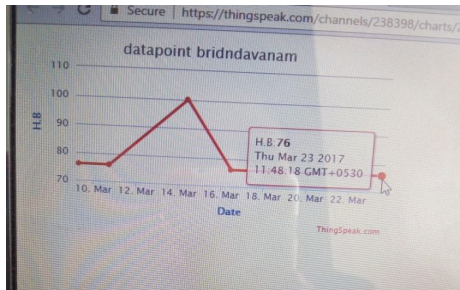 Secure | https://thingspeak.com/channels/238398/charts/
datapoint bridndavanam
110
100
90
80
70
H.B
H.B:76
Thu Mar 23 2017
11:48:18 GMT+0530
10. Mar 12. Mar 14. Mar 16. Mar 18. Mar 20. Mar 22. Mar
Date
ThingSpeak.com